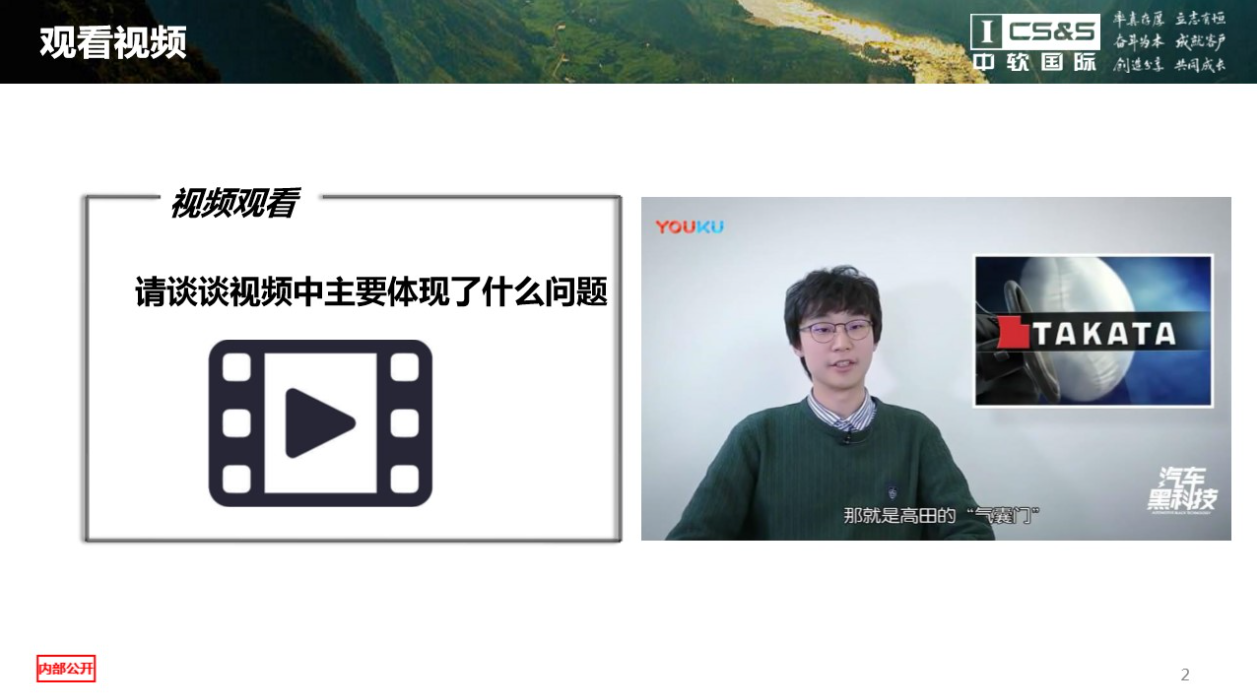 观看视频
I CS&S
中软国际
率真存厚 立志有恒
奋斗为本 成就客户
创造分享 共同成长
视频观看
请谈谈视频中主要体现了什么问题
YOUKU
TAKATA
汽车
黑科技
那就是高田的“气囊门”
内部公开
2